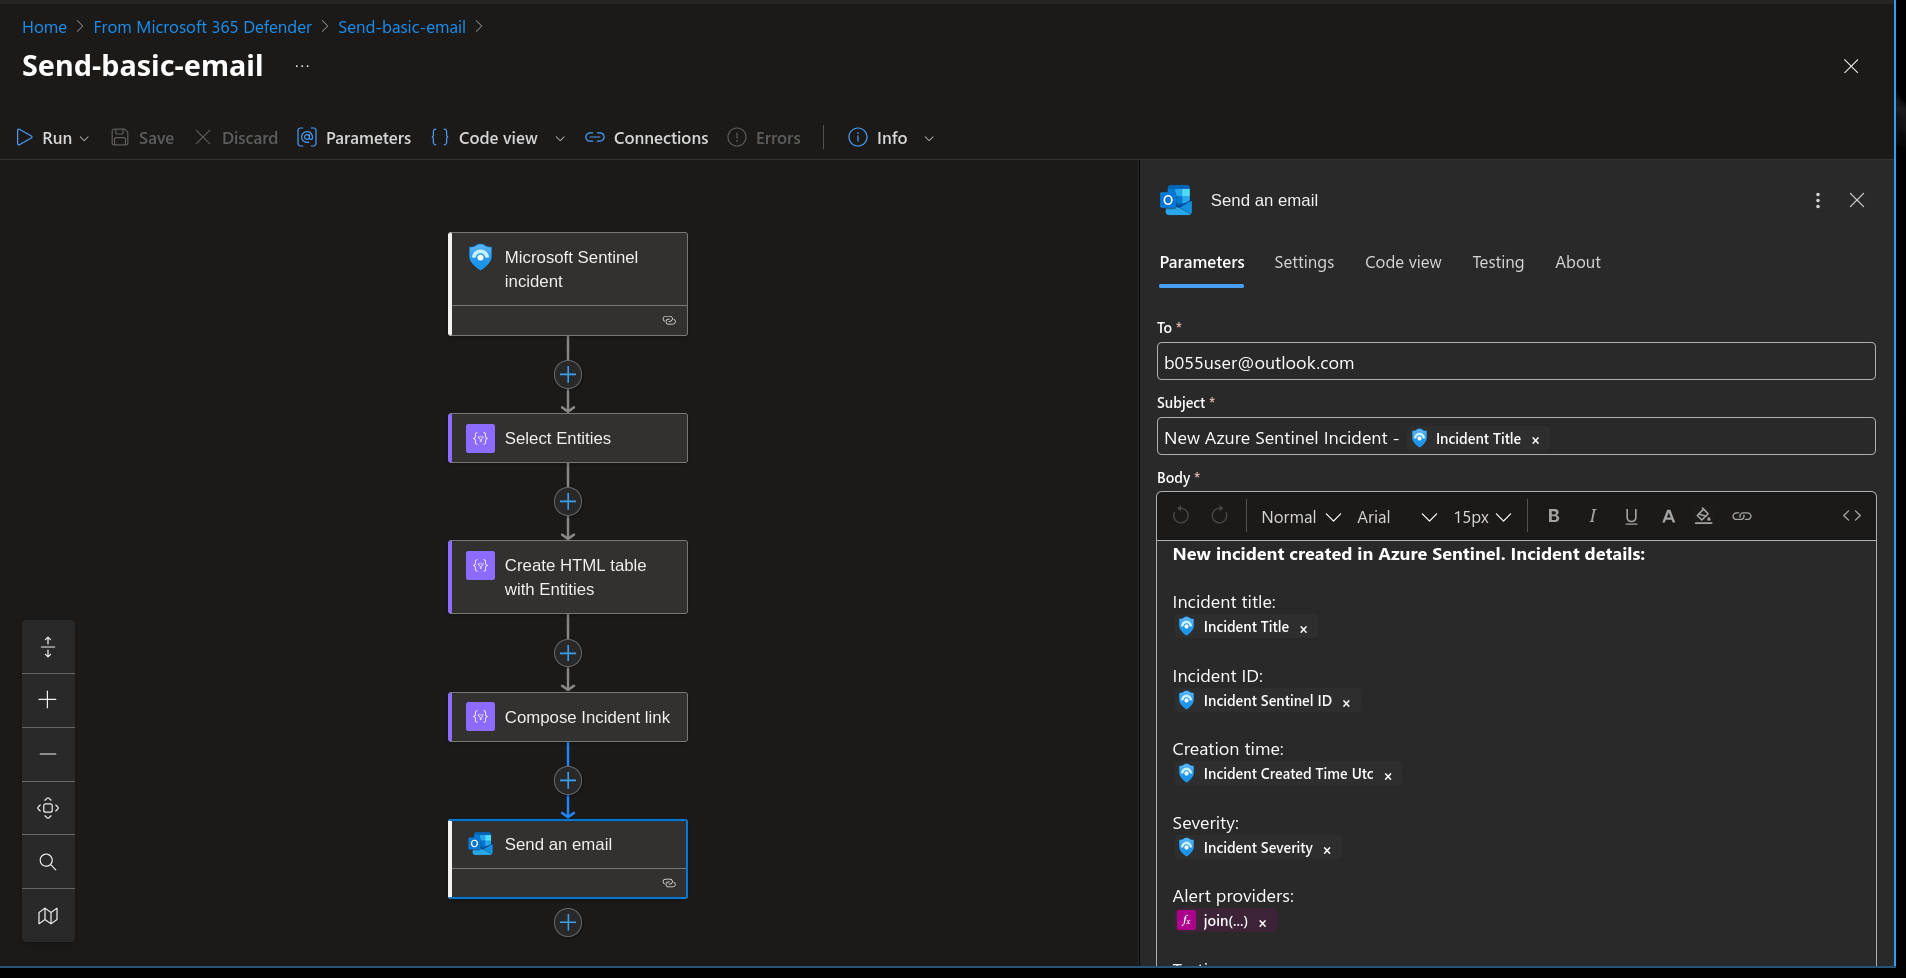 Home > From Microsoft 365 Defender > Send-basic-email >
Send-basic-email ...
Run Save Discard Parameters Code view Connections Errors Info
Microsoft Sentinel
incident
Select Entities
Create HTML table
with Entities
Compose Incident link
Send an email
Send an email
Parameters Settings Code view Testing About
To *
b055user@outlook.com
Subject *
New Azure Sentinel Incident - Incident Title ×
Body *
Normal Arial 15px B I U A <>
New incident created in Azure Sentinel. Incident details:
Incident title:
Incident Title ×
Incident ID:
Incident Sentinel ID ×
Creation time:
Incident Created Time Utc ×
Severity:
Incident Severity ×
Alert providers:
fx join(...) ×